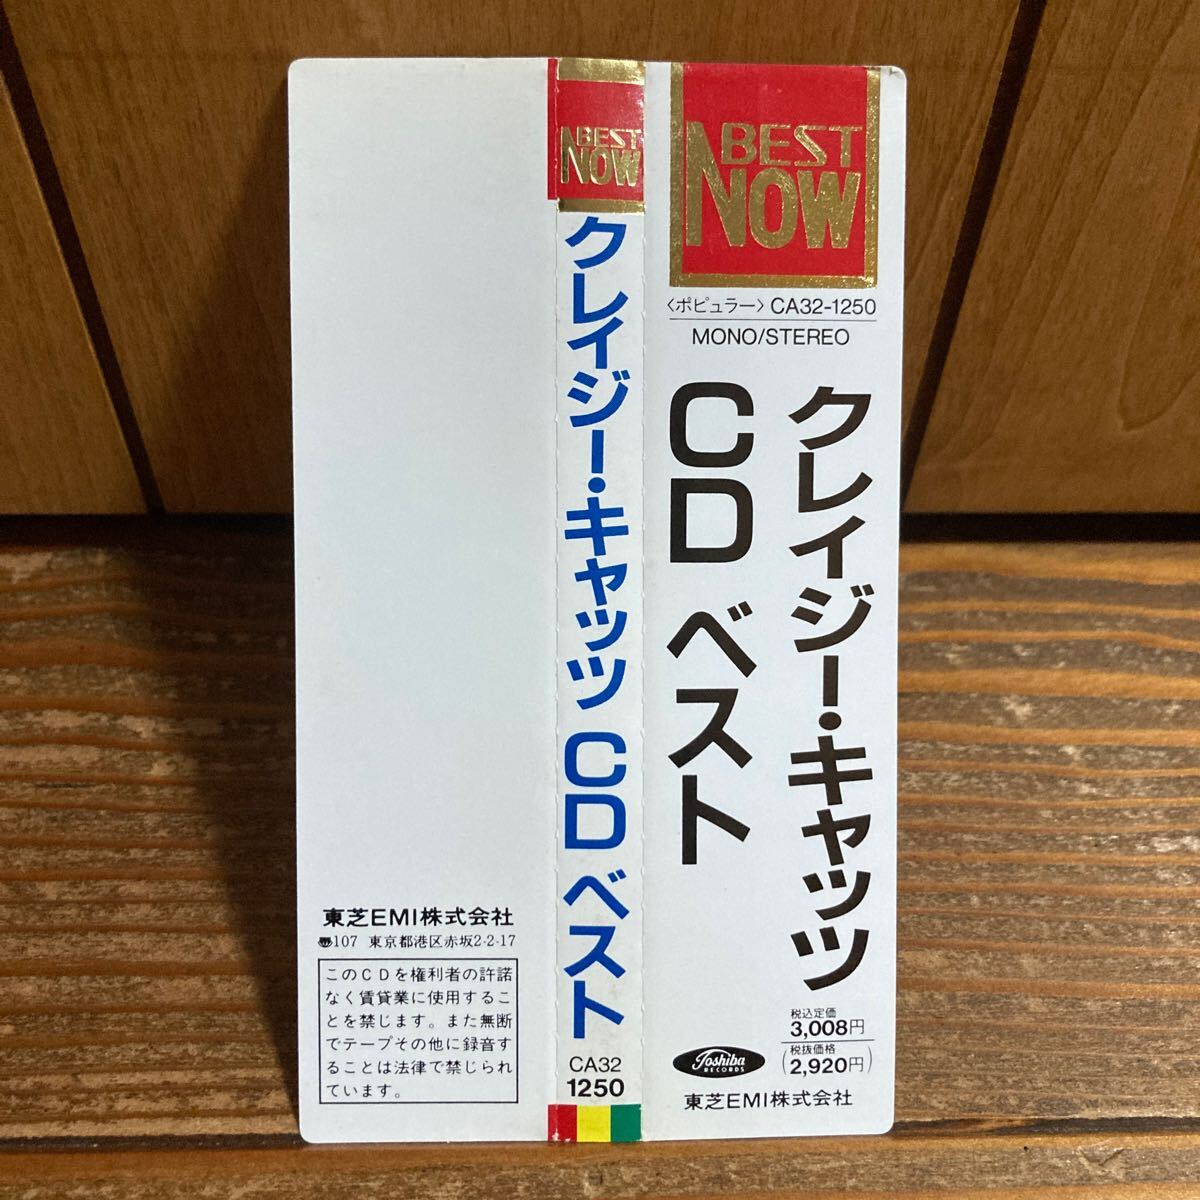 BEST
NOW
〈ポピュラー〉CA32-1250
MONO/STEREO
クレイジー・キャッツ
CD ベスト
税込定価
3,008円
(税抜価格
2,920円)
Toshiba
RECORDS
東芝EMI株式会社
BEST
NOW
クレイジー・キャッツ CD ベスト
CA32
1250
東芝EMI株式会社
☎107 東京都港区赤坂2-2-17
このCDを権利者の許諾
なく賃貸業に使用するこ
とを禁じます。また無断
でテープその他に録音す
ることは法律で禁じられ
ています。